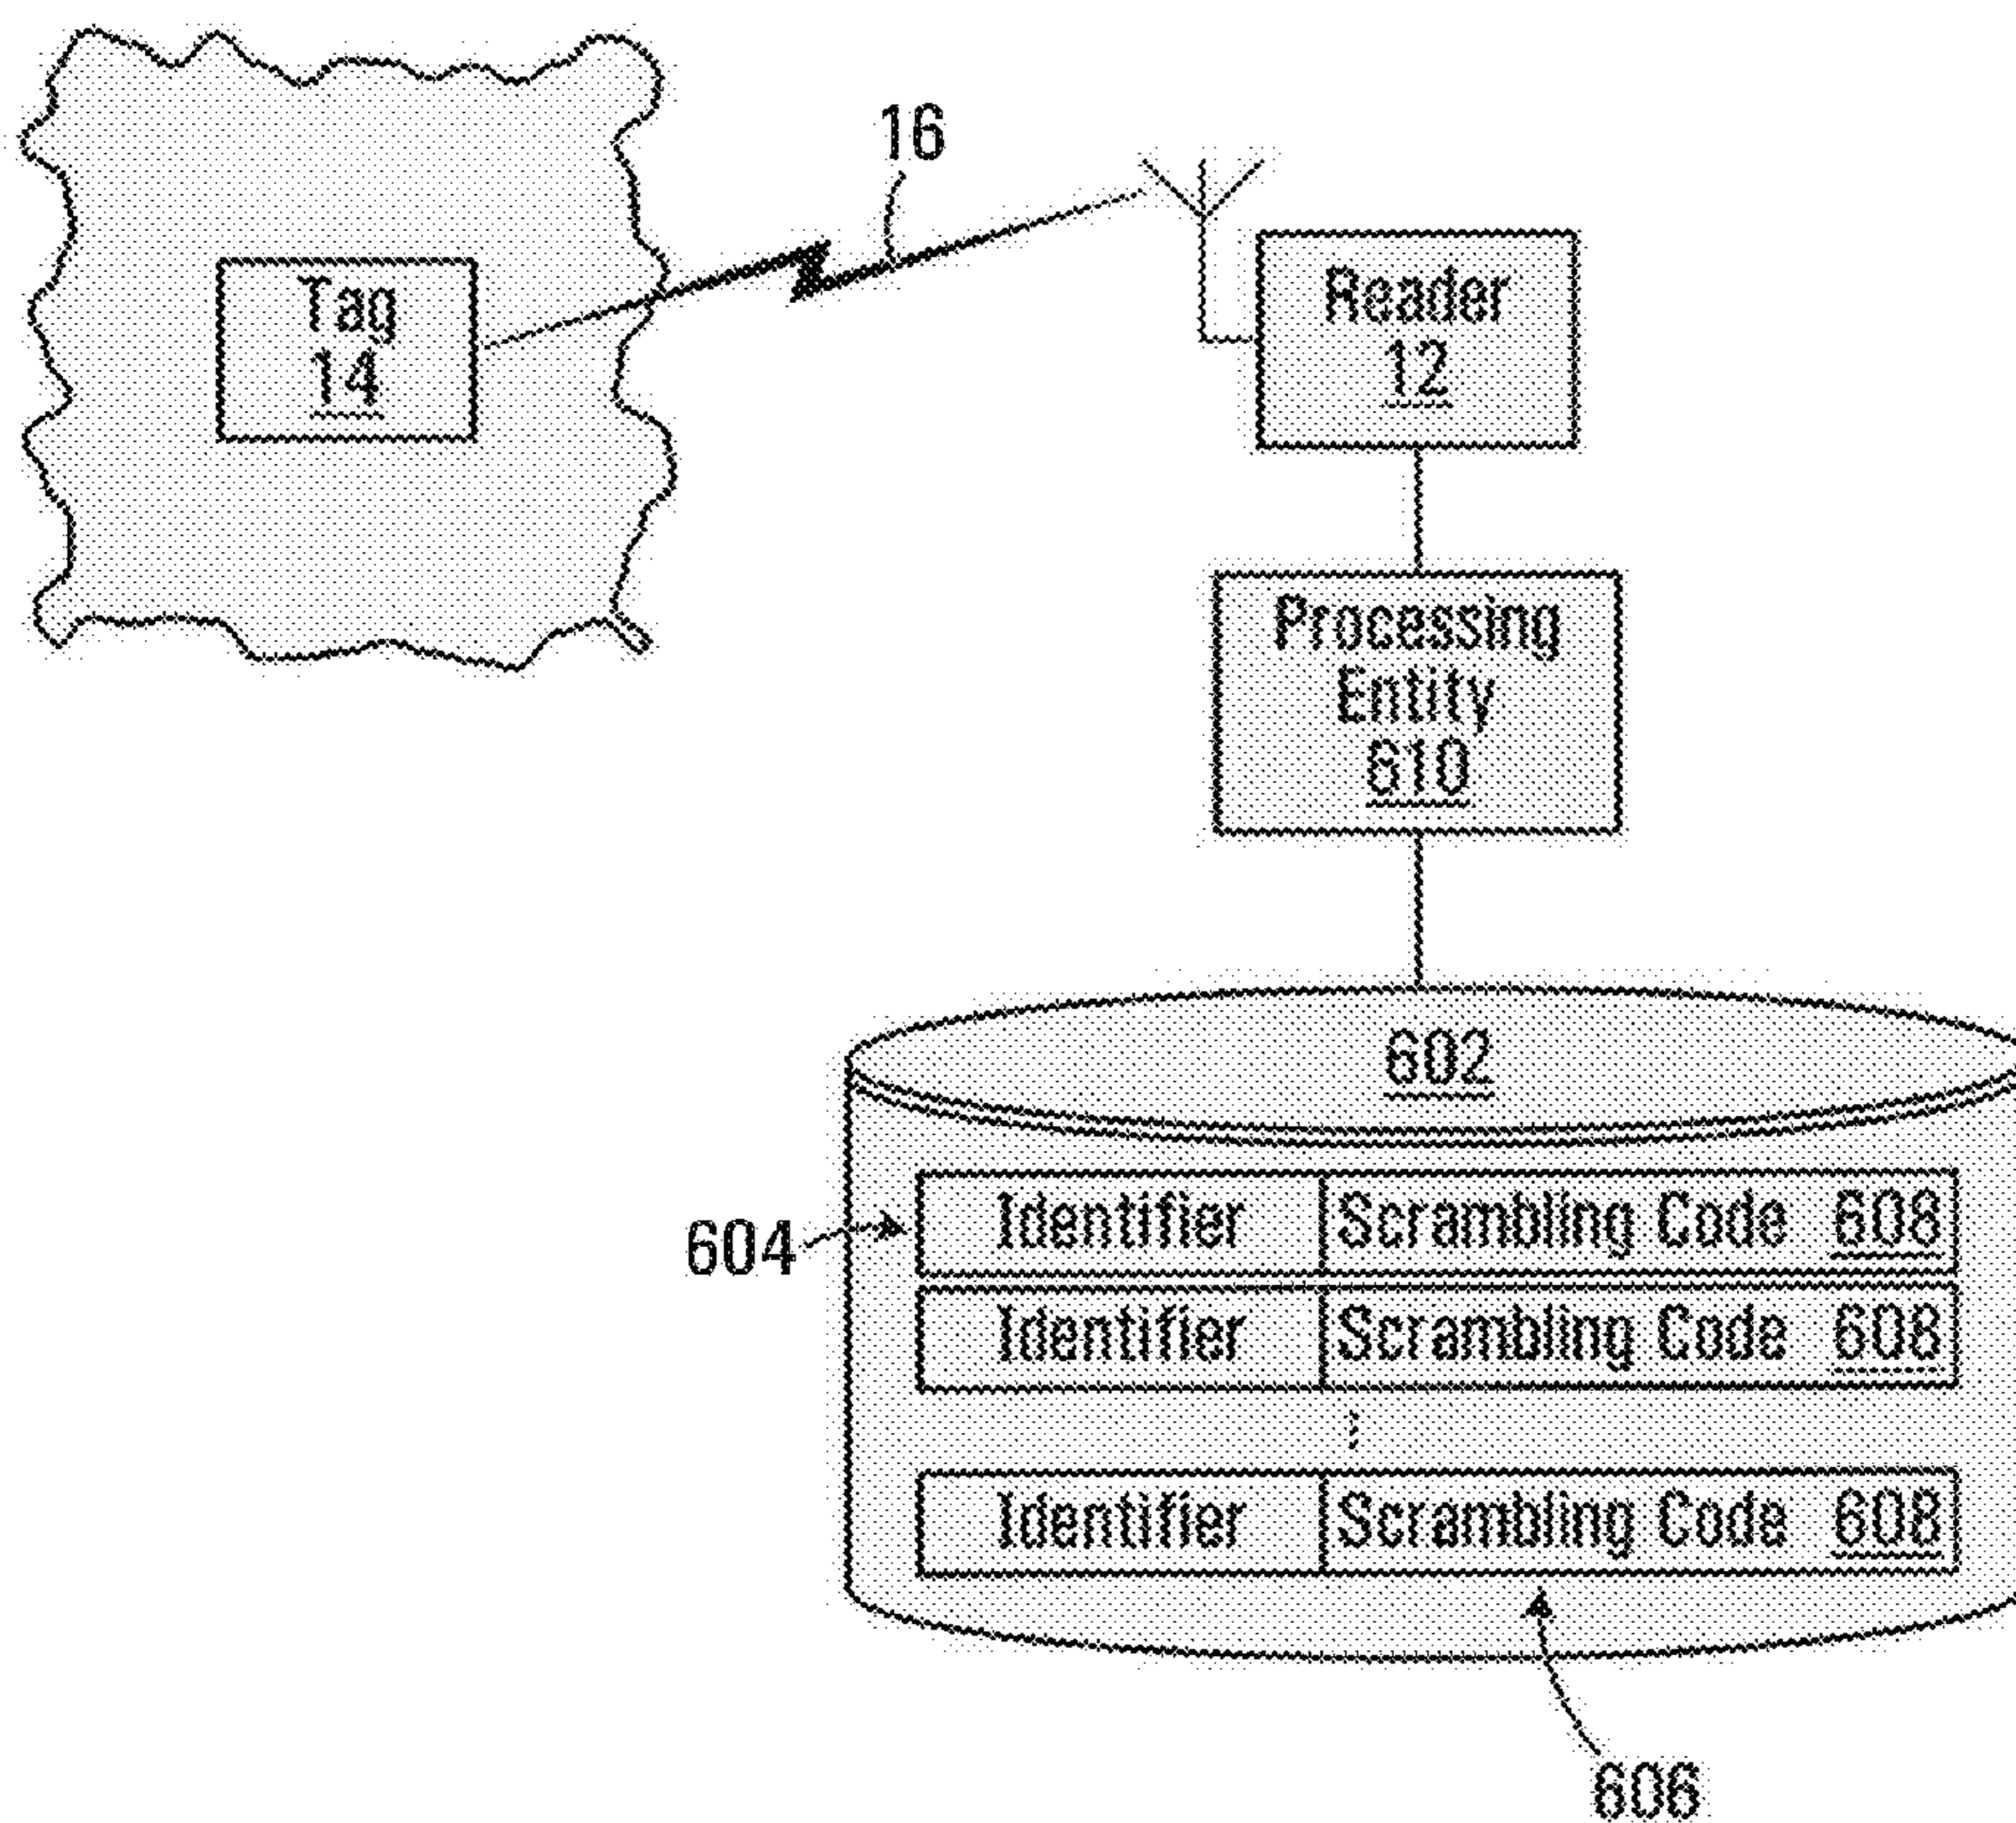 16
Tag
14
Reader
12
Processing
Entity
610
602
604
Identifier Scrambling Code 608
Identifier Scrambling Code 608
Identifier Scrambling Code 608
606